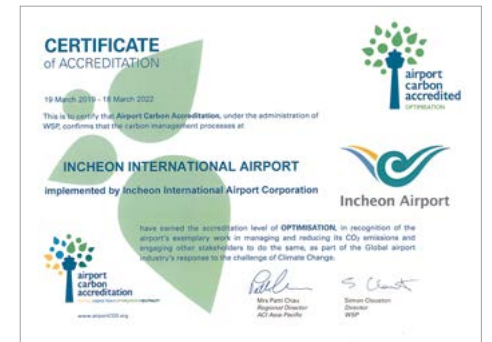 CERTIFICATE
of ACCREDITATION
airport
carbon
accredited
OPTIMISATION
19 March 2019 - 18 March 2022
This is to certify that Airport Carbon Accreditation, under the administration of
WSP, confirms that the carbon management processes at
INCHEON INTERNATIONAL AIRPORT
implemented by Incheon International Airport Corporation
Incheon Airport
have earned the accreditation level of OPTIMISATION, in recognition of the
airport's exemplary work in managing and reducing its CO₂ emissions and
engaging other stakeholders to do the same, as part of the Global airport
industry's response to the challenge of Climate Change.
airport
carbon
accreditation
www.airportCO2.org
Mrs Patti Chau
Regional Director
ACI Asia-Pacific
Simon Clouston
Director
WSP